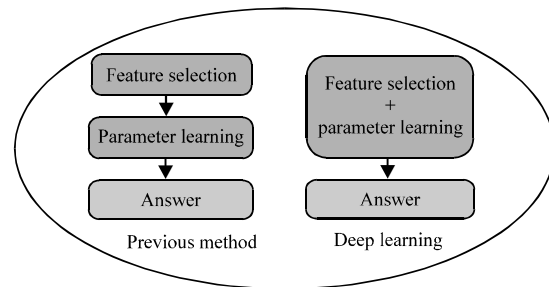 Feature selection
Parameter learning
Answer
Previous method
Feature selection
+
parameter learning
Answer
Deep learning